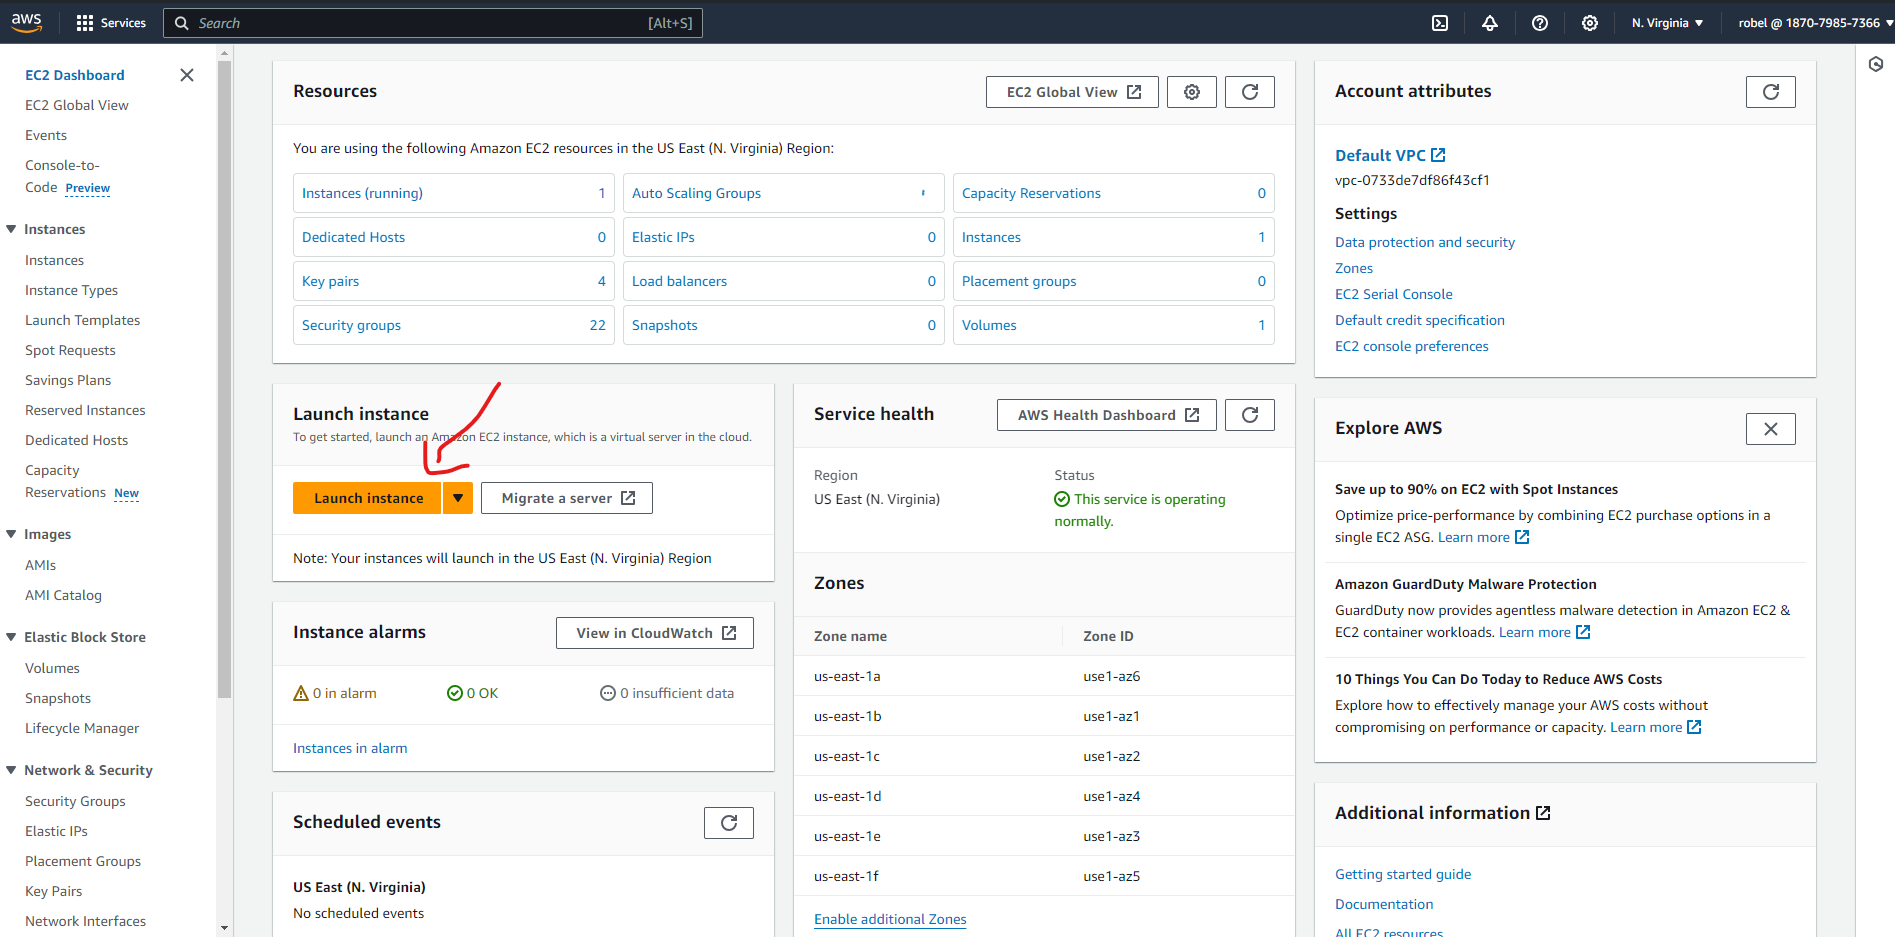 aws
Services
Search
[Alt+S]
N. Virginia
robel @ 1870-7985-7366
EC2 Dashboard
EC2 Global View
Events
Console-to-
Code Preview
Instances
Instances
Instance Types
Launch Templates
Spot Requests
Savings Plans
Reserved Instances
Dedicated Hosts
Capacity
Reservations New
Images
AMIs
AMI Catalog
Elastic Block Store
Volumes
Snapshots
Lifecycle Manager
Network & Security
Security Groups
Elastic IPs
Placement Groups
Key Pairs
Network Interfaces
Resources
EC2 Global View
You are using the following Amazon EC2 resources in the US East (N. Virginia) Region:
Instances (running) 1
Auto Scaling Groups
Capacity Reservations 0
Dedicated Hosts 0
Elastic IPs 0
Instances 1
Key pairs 4
Load balancers 0
Placement groups 0
Security groups 22
Snapshots 0
Volumes 1
Launch instance
To get started, launch an Amazon EC2 instance, which is a virtual server in the cloud.
Launch instance
Migrate a server
Note: Your instances will launch in the US East (N. Virginia) Region
Instance alarms
View in CloudWatch
0 in alarm
0 OK
0 insufficient data
Instances in alarm
Scheduled events
US East (N. Virginia)
No scheduled events
Service health
AWS Health Dashboard
Region
US East (N. Virginia)
Status
This service is operating
normally.
Zones
Zone name Zone ID
us-east-1a use1-az6
us-east-1b use1-az1
us-east-1c use1-az2
us-east-1d use1-az4
us-east-1e use1-az3
us-east-1f use1-az5
Enable additional Zones
Account attributes
Default VPC
vpc-0733de7df86f43cf1
Settings
Data protection and security
Zones
EC2 Serial Console
Default credit specification
EC2 console preferences
Explore AWS
Save up to 90% on EC2 with Spot Instances
Optimize price-performance by combining EC2 purchase options in a
single EC2 ASG. Learn more
Amazon GuardDuty Malware Protection
GuardDuty now provides agentless malware detection in Amazon EC2 &
EC2 container workloads. Learn more
10 Things You Can Do Today to Reduce AWS Costs
Explore how to effectively manage your AWS costs without
compromising on performance or capacity. Learn more
Additional information
Getting started guide
Documentation
All EC2 resources